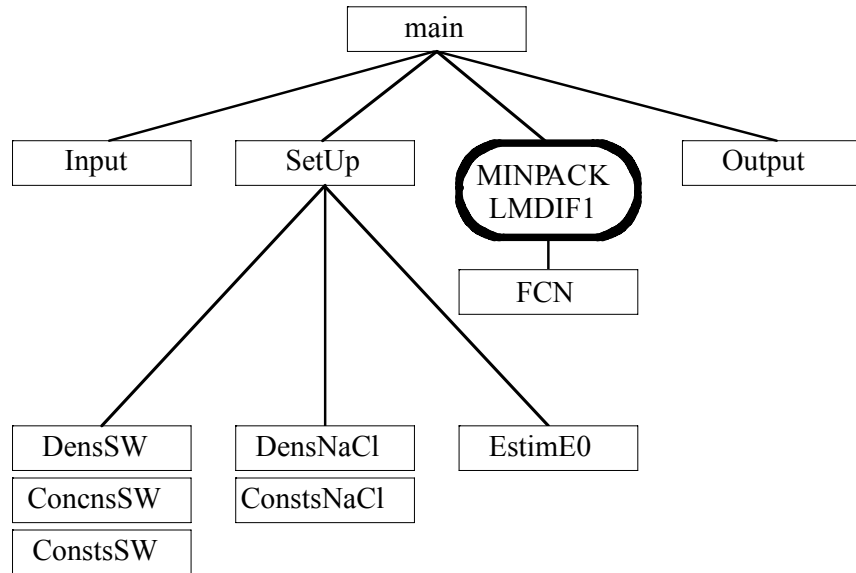 main
Input
SetUp
MINPACK
LMDIF1
Output
FCN
DensSW
DensNaCl
EstimE0
ConcnsSW
ConstsNaCl
ConstsSW